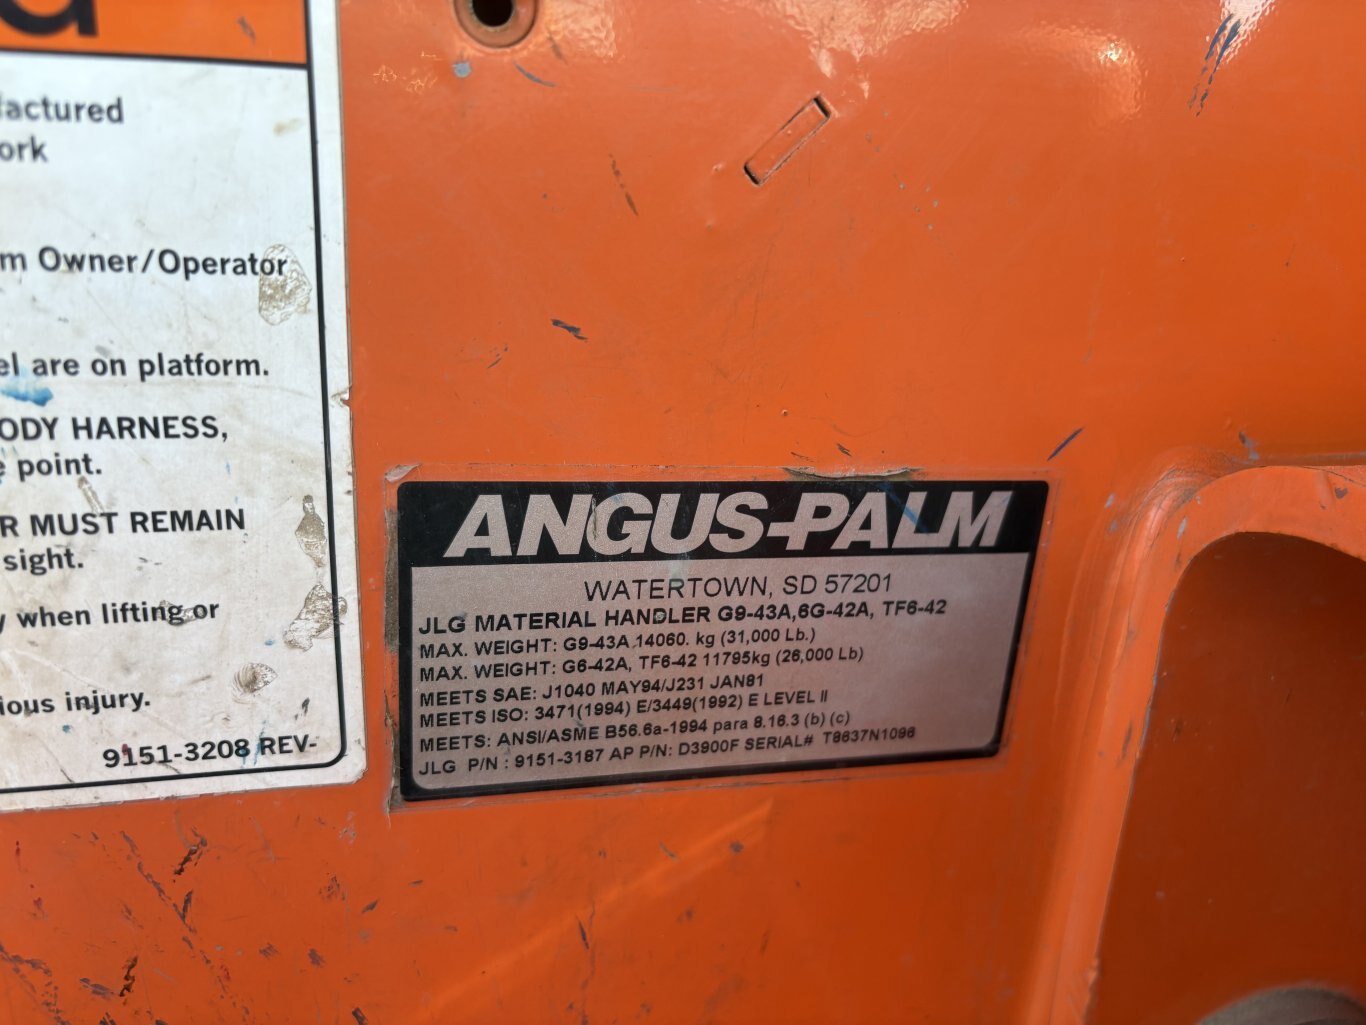 factured
ork
m Owner/Operator
el are on platform.
ODY HARNESS,
e point.
R MUST REMAIN
sight.
y when lifting or
ious injury.
9151-3208 REV-
ANGUS-PALM
WATERTOWN, SD 57201
JLG MATERIAL HANDLER G9-43A,6G-42A, TF6-42
MAX. WEIGHT: G9-43A 14060. kg (31,000 Lb.)
MAX. WEIGHT: G6-42A, TF6-42 11795kg (26,000 Lb)
MEETS SAE: J1040 MAY94/J231 JAN81
MEETS ISO: 3471(1994) E/3449(1992) E LEVEL II
MEETS: ANSI/ASME B56.6a-1994 para 8.16.3 (b) (c)
JLG P/N : 9151-3187 AP P/N: D3900F SERIAL# T8637N1096